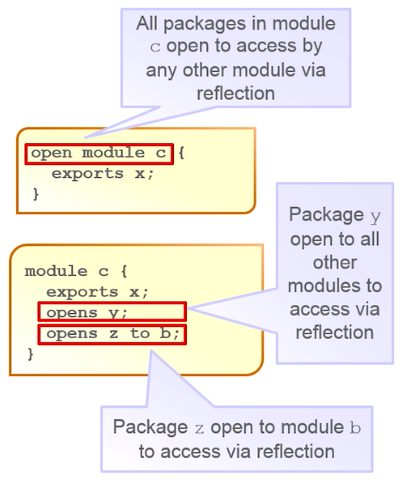 All packages in module
c open to access by
any other module via
reflection
open module c {
exports x;
}
Package y
open to all
other
modules to
access via
reflection
module c {
exports x;
opens y;
opens z to b;
}
Package z open to module b
to access via reflection